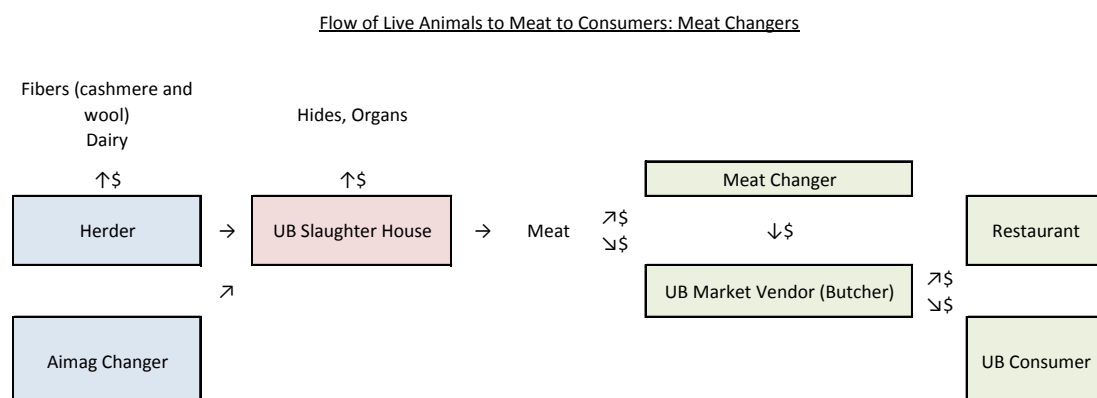 Flow of Live Animals to Meat to Consumers: Meat Changers
Fibers (cashmere and
wool)
Dairy
Hides, Organs
↑$
↑$
Meat Changer
Herder
→
UB Slaughter House
→
Meat
↗$
↘$
↓$
Restaurant
↗
UB Market Vendor (Butcher)
↗$
↘$
Aimag Changer
UB Consumer